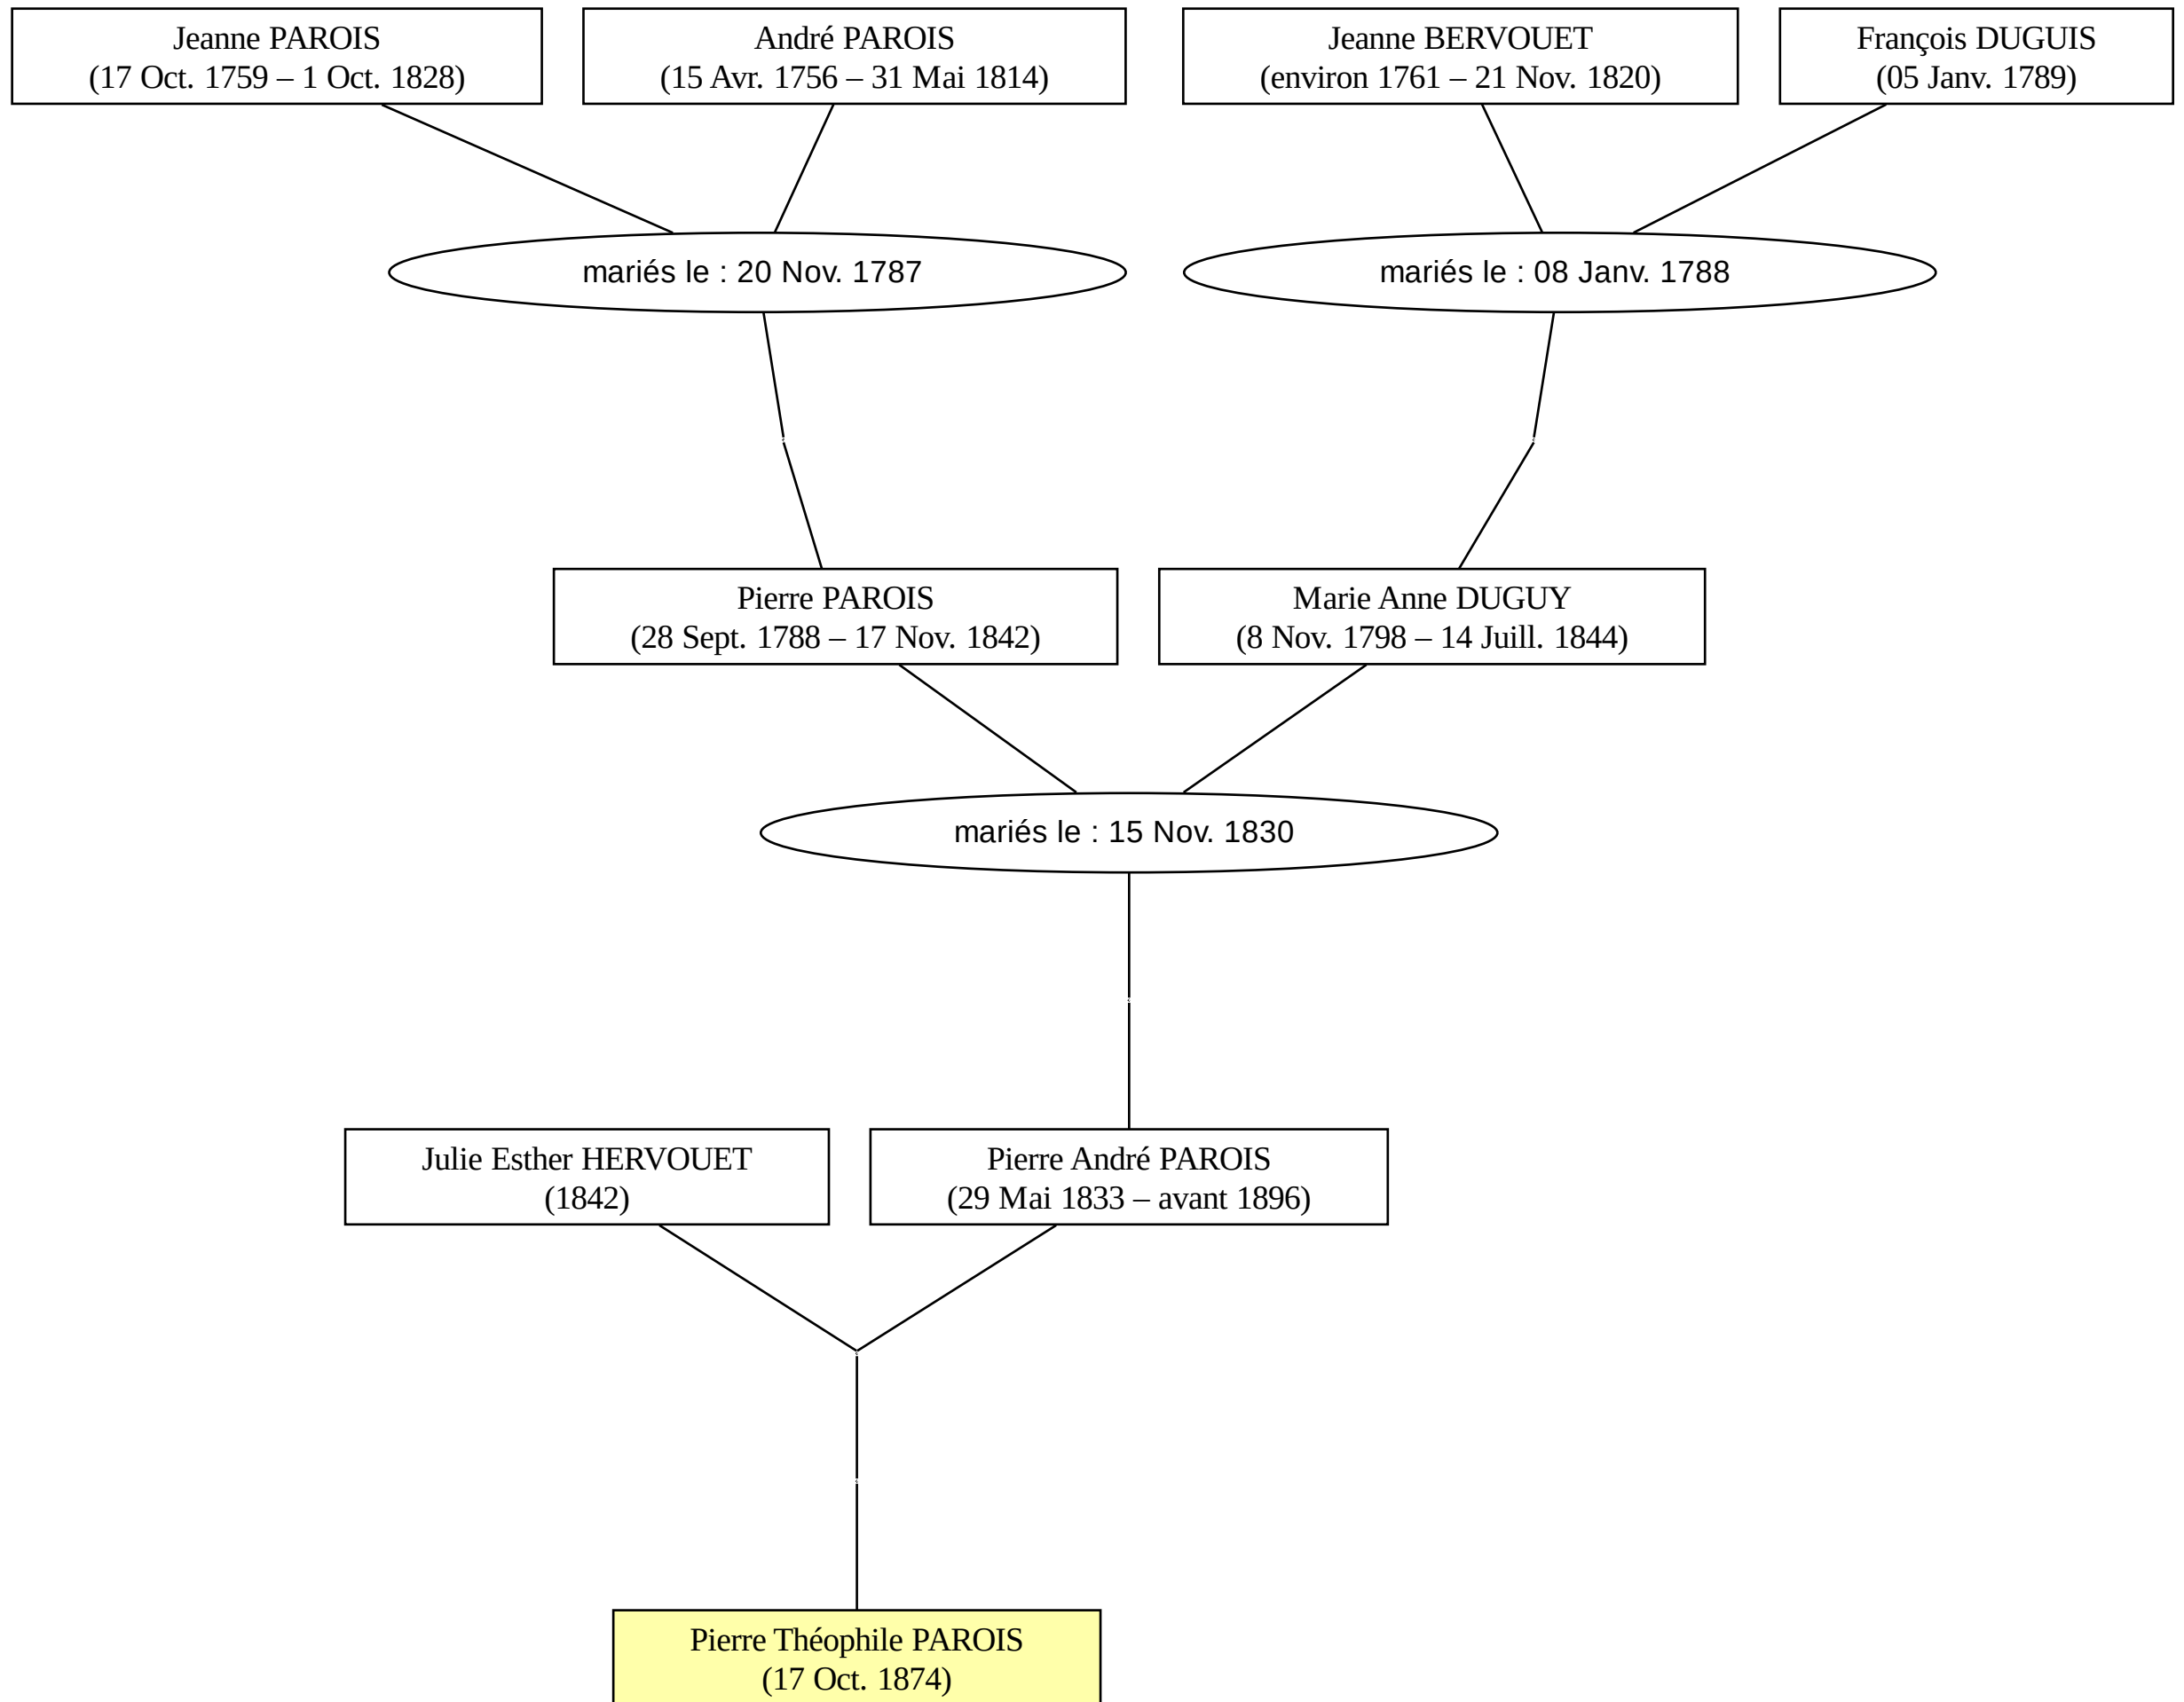 Jeanne PAROIS
(17 Oct. 1759 – 1 Oct. 1828)
André PAROIS
(15 Avr. 1756 – 31 Mai 1814)
Jeanne BERVOUET
(environ 1761 – 21 Nov. 1820)
François DUGUIS
(05 Janv. 1789)
mariés le : 20 Nov. 1787
mariés le : 08 Janv. 1788
Pierre PAROIS
(28 Sept. 1788 – 17 Nov. 1842)
Marie Anne DUGUY
(8 Nov. 1798 – 14 Juill. 1844)
mariés le : 15 Nov. 1830
Julie Esther HERVOUET
(1842)
Pierre André PAROIS
(29 Mai 1833 – avant 1896)
Pierre Théophile PAROIS
(17 Oct. 1874)